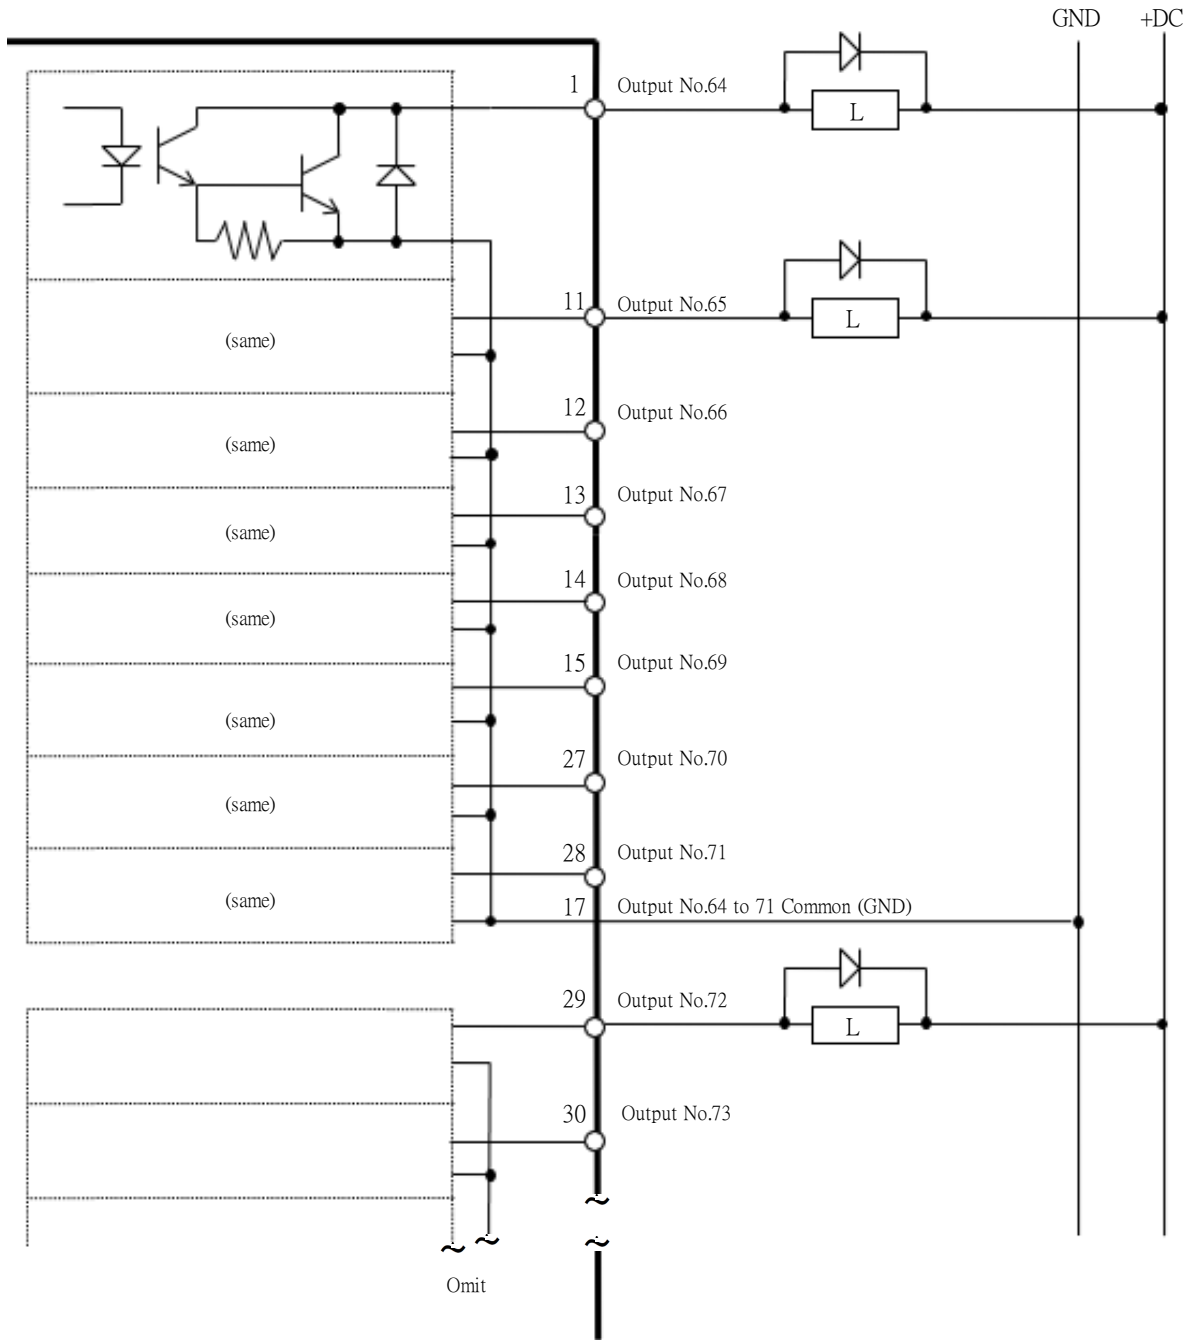 GND +DC
1 Output No.64
L
11 Output No.65
L
(same)
12 Output No.66
(same)
13 Output No.67
(same)
14 Output No.68
(same)
15 Output No.69
(same)
27 Output No.70
(same)
28 Output No.71
(same)
17 Output No.64 to 71 Common (GND)
29 Output No.72
L
30 Output No.73
Omit